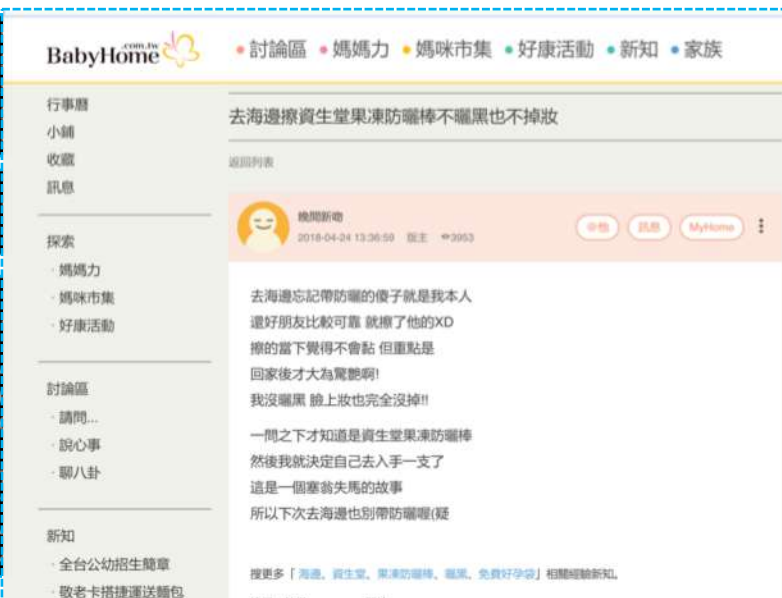 BabyHome.com.tw
討論區 媽媽力 媽咪市集 好康活動 新知 家族
行事曆
小舖
收藏
訊息
探索
媽媽力
媽咪市集
好康活動
討論區
請問...
說心事
聊八卦
新知
全台公幼招生簡章
敬老卡搭捷運送麵包
去海邊擦資生堂果凍防曬棒不曬黑也不掉妝
返回列表
晚間新吻
2018-04-24 13:36:59 版主 3953
@他 訊息 MyHome
去海邊忘記帶防曬的傻子就是我本人
還好朋友比較可靠 就擦了他的XD
擦的當下覺得不會黏 但重點是
回家後才大為驚艷啊!
我沒曬黑 臉上妝也完全沒掉!!
一問之下才知道是資生堂果凍防曬棒
然後我就決定自己去入手一支了
這是一個塞翁失馬的故事
所以下次去海邊也別帶防曬喔(疑
搜更多「海邊、資生堂、果凍防曬棒、曬黑、免費好孕袋」相關經驗新知。